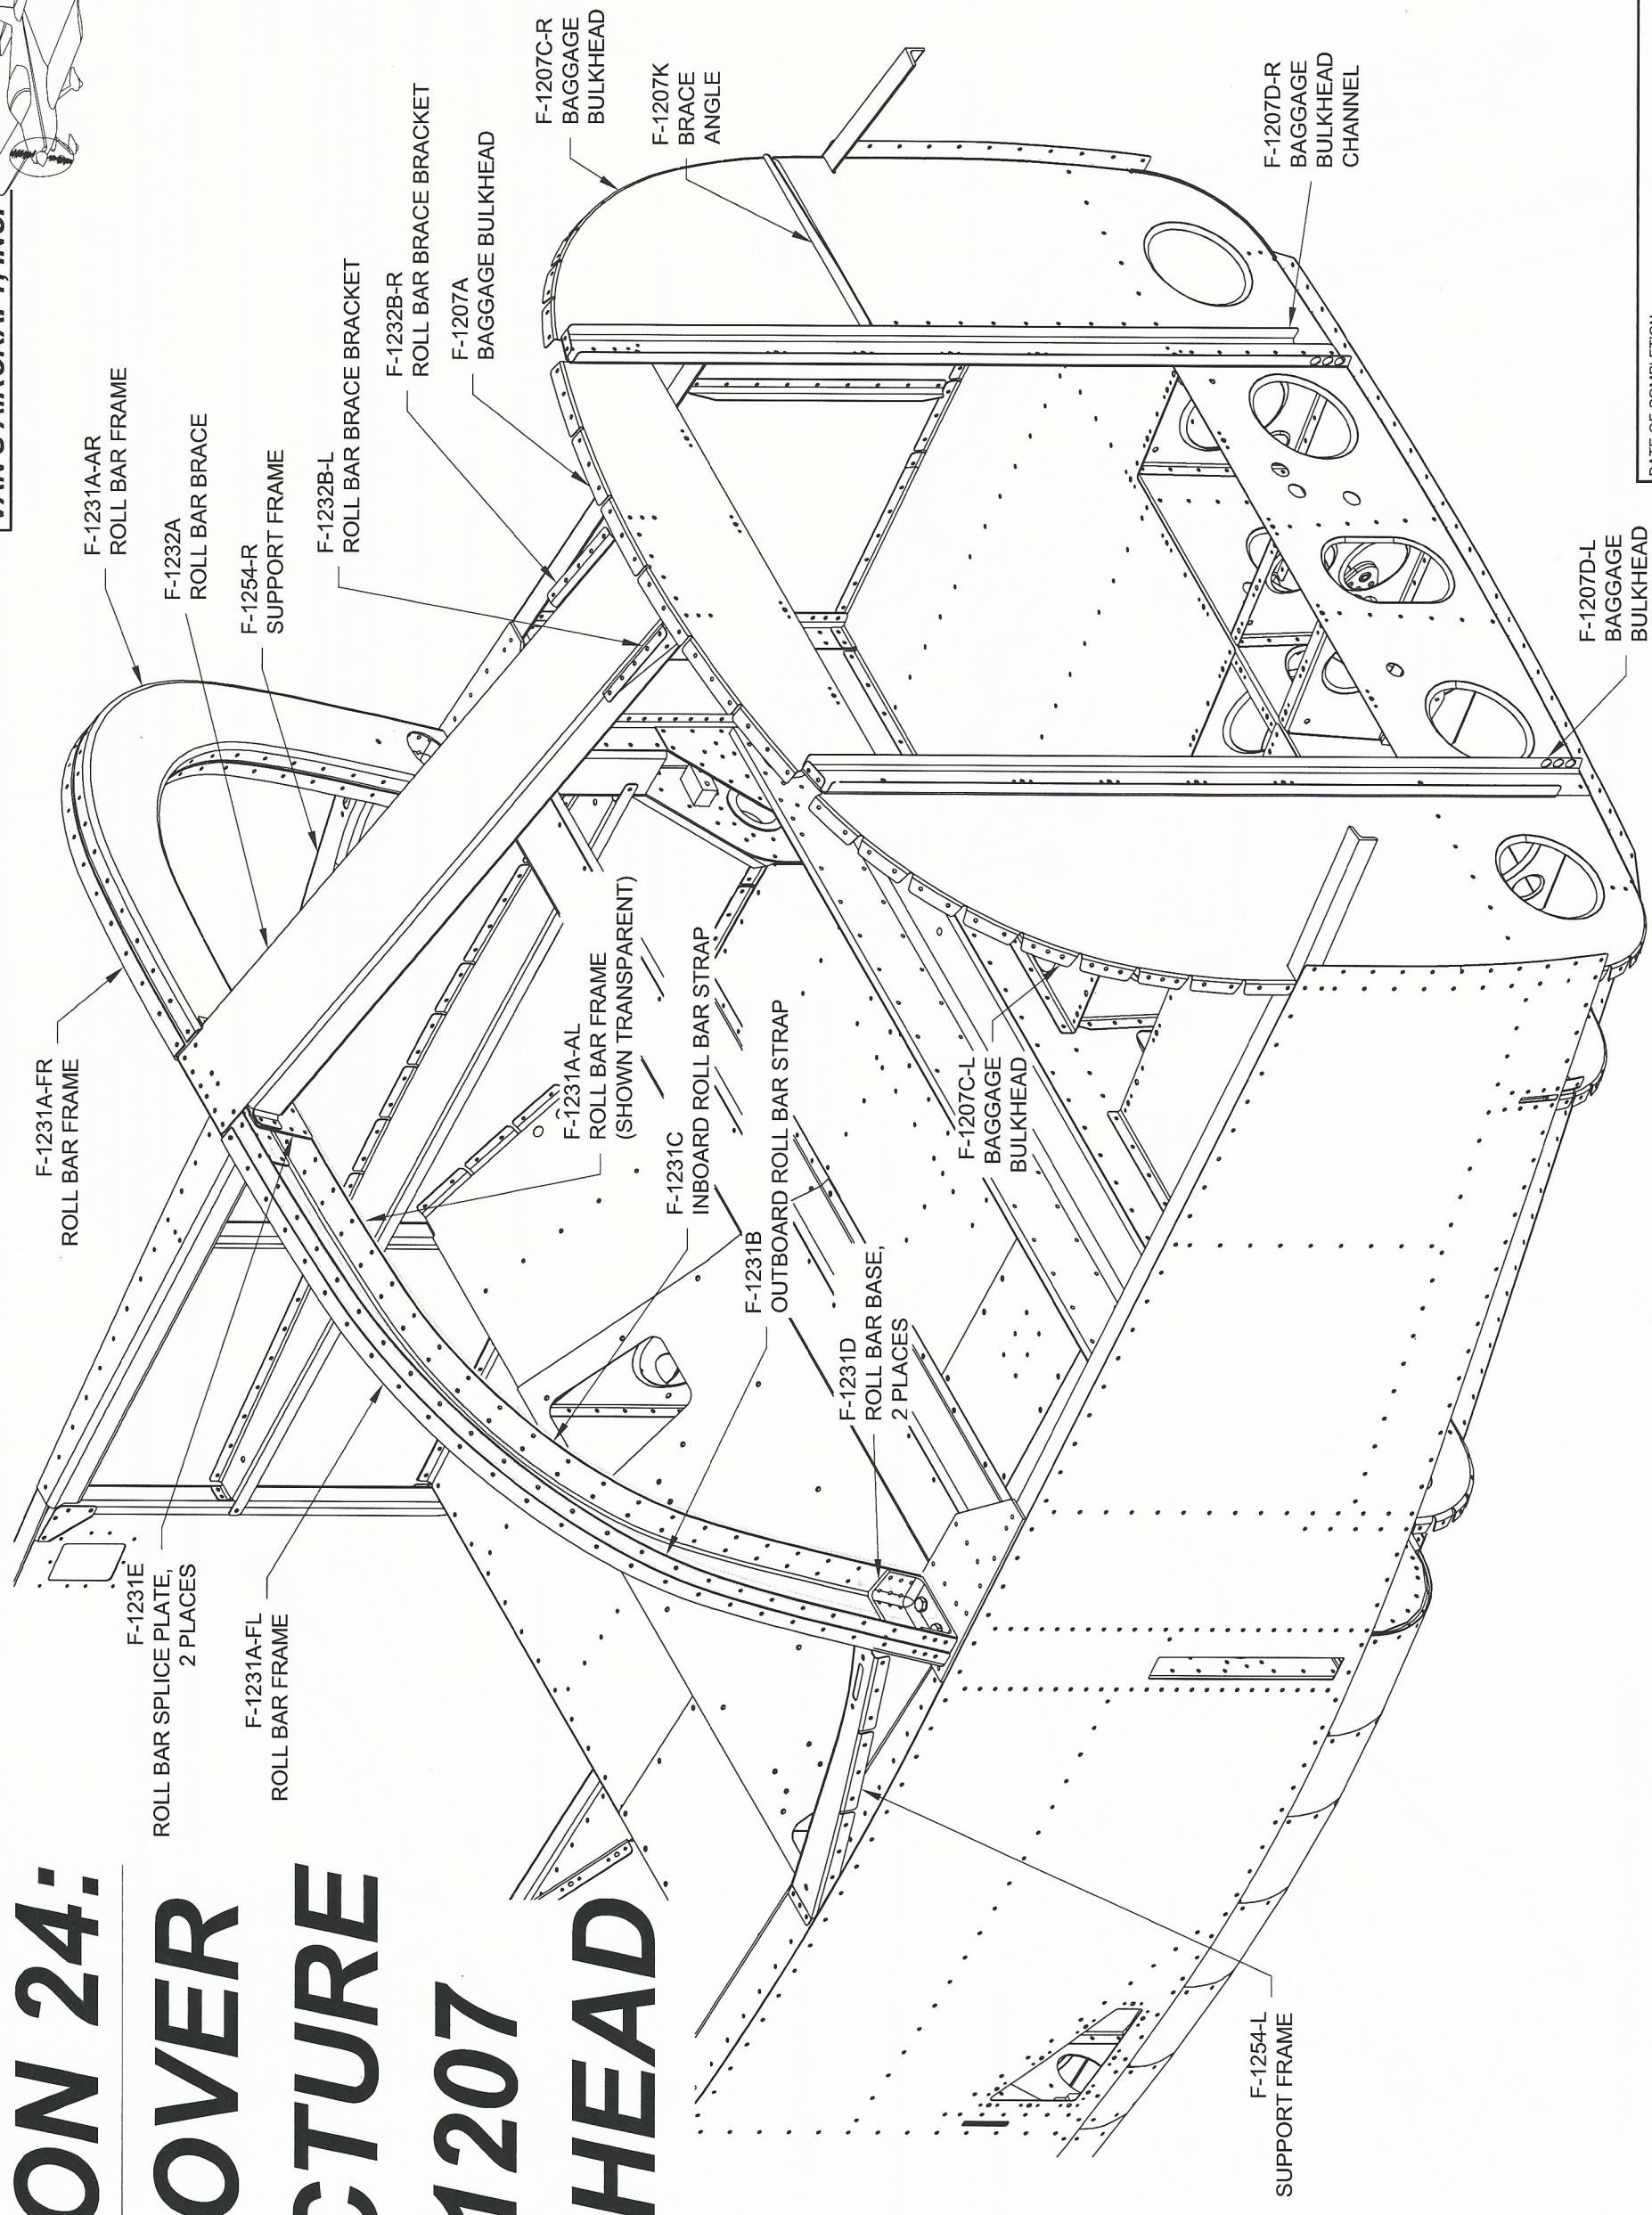 ON 24:
OVER
CTURE
1207
HEAD
F-1231E
ROLL BAR SPLICE PLATE,
2 PLACES
F-1231A-FL
ROLL BAR FRAME
F-1231A-FR
ROLL BAR FRAME
F-1231A-AR
ROLL BAR FRAME
F-1232A
ROLL BAR BRACE
F-1254-R
SUPPORT FRAME
F-1232B-L
ROLL BAR BRACE BRACKET
F-1232B-R
ROLL BAR BRACE BRACKET
F-1207A
BAGGAGE BULKHEAD
F-1207C-R
BAGGAGE
BULKHEAD
F-1207K
BRACE
ANGLE
F-1231A-AL
ROLL BAR FRAME
(SHOWN TRANSPARENT)
F-1231C
INBOARD ROLL BAR STRAP
F-1231B
OUTBOARD ROLL BAR STRAP
F-1231D
ROLL BAR BASE,
2 PLACES
F-1207C-L
BAGGAGE
BULKHEAD
F-1207D-R
BAGGAGE
BULKHEAD
CHANNEL
F-1207D-L
BAGGAGE
BULKHEAD
F-1254-L
SUPPORT FRAME